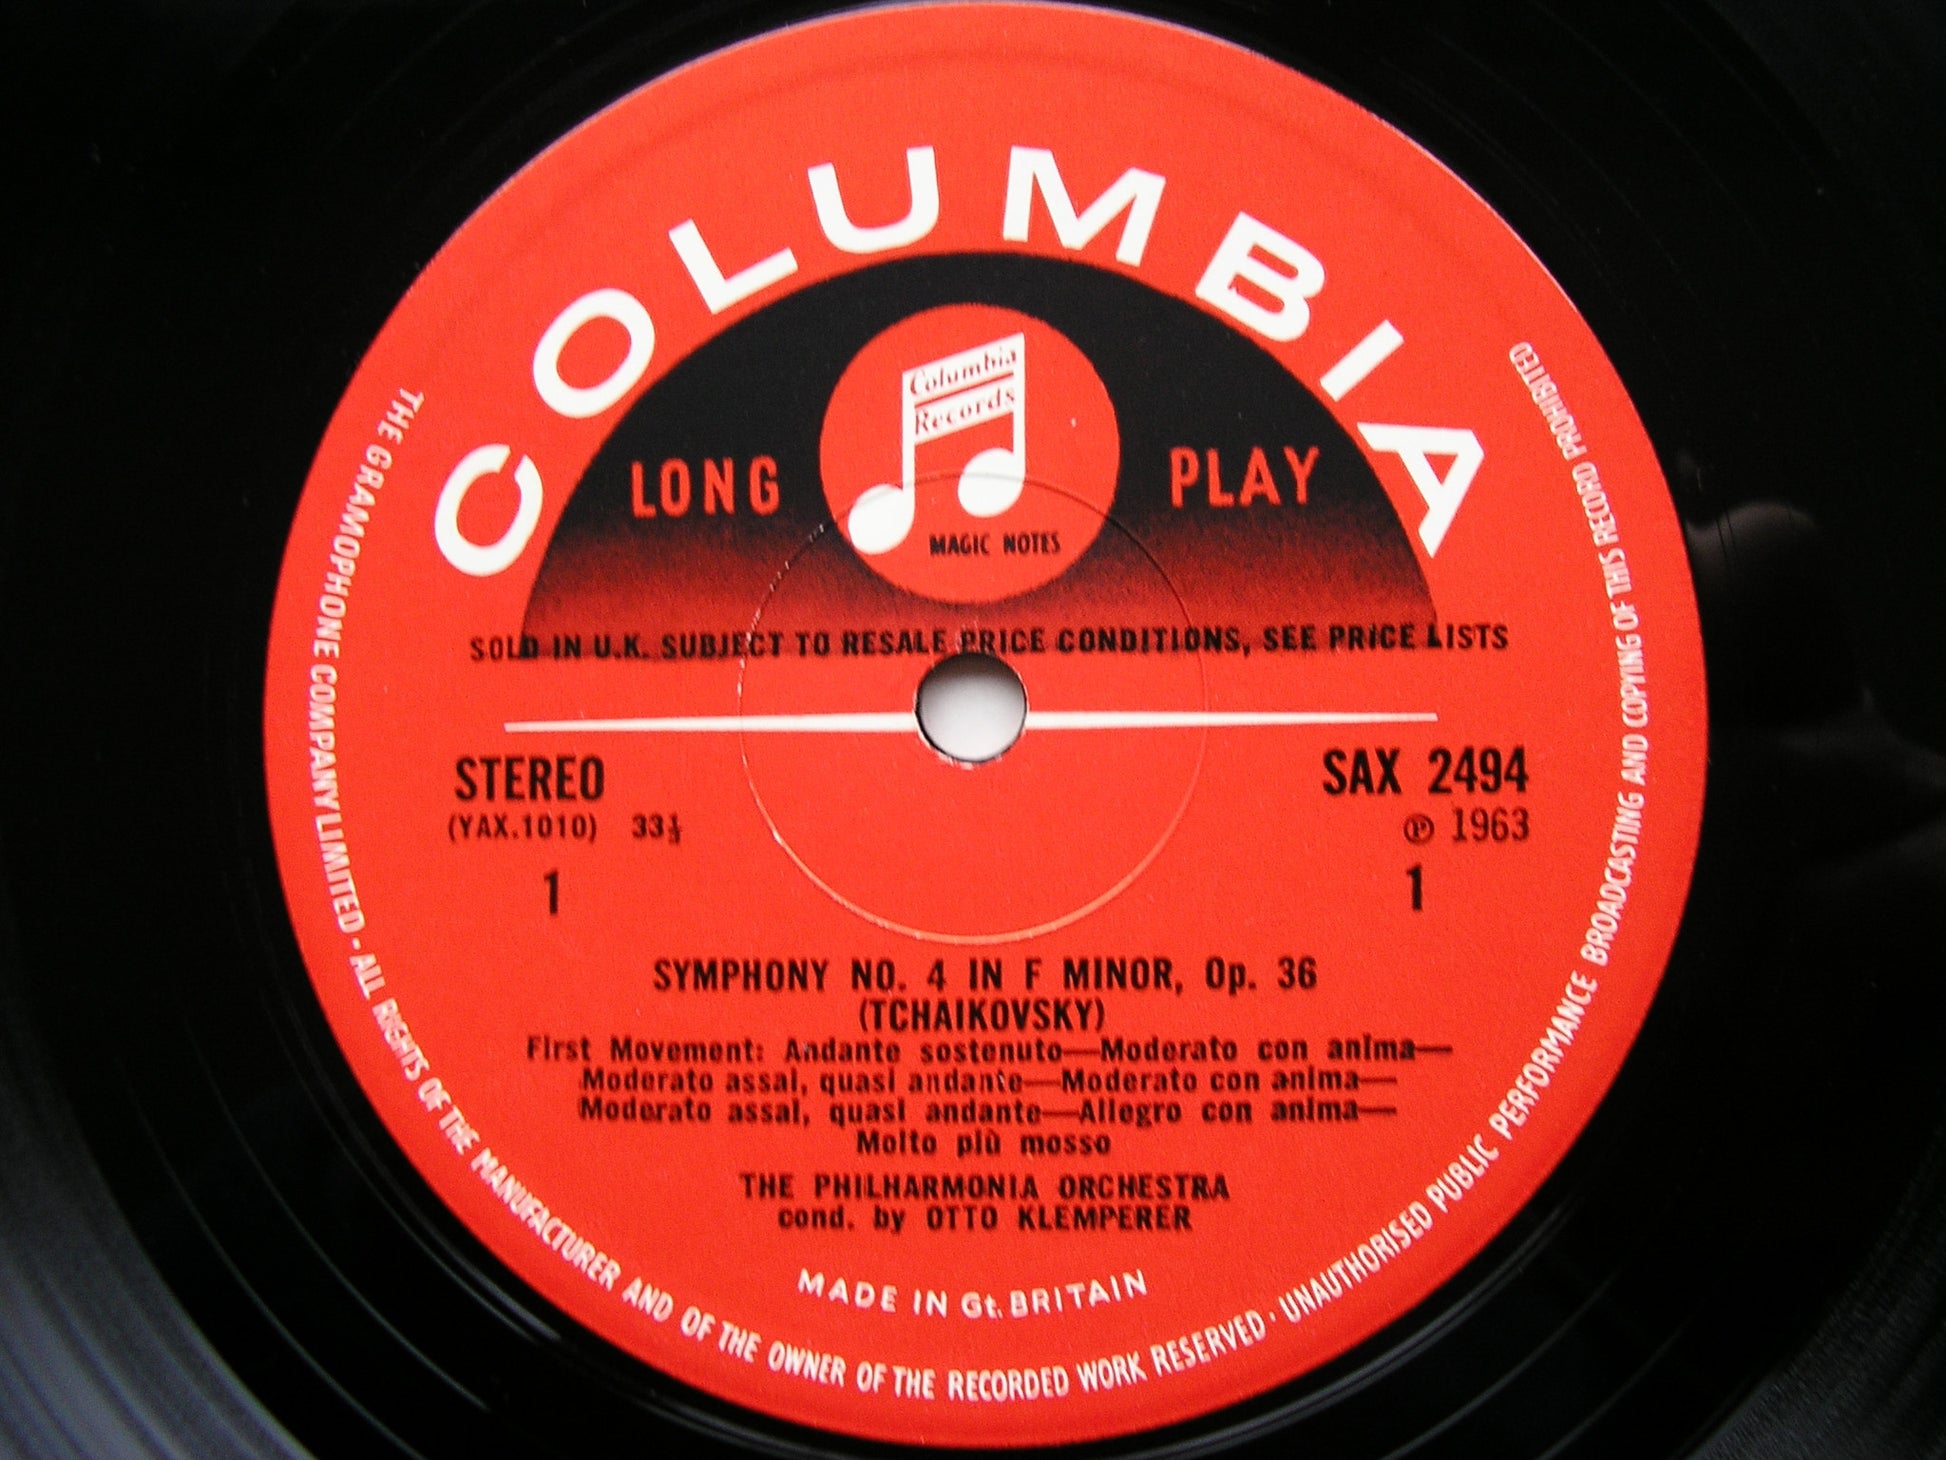 COLUMBIA
Columbia
Records
LONG PLAY
MAGIC NOTES
SOLD IN U.K. SUBJECT TO RESALE PRICE CONDITIONS, SEE PRICE LISTS
STEREO SAX 2494
(YAX.1010) 33⅓ ℗ 1963
1 1
SYMPHONY NO. 4 IN F MINOR, Op. 36
(TCHAIKOVSKY)
First Movement: Andante sostenuto—Moderato con anima—
Moderato assai, quasi andante—Moderato con anima—
Moderato assai, quasi andante—Allegro con anima—
Molto più mosso
THE PHILHARMONIA ORCHESTRA
cond. by OTTO KLEMPERER
MADE IN Gt. BRITAIN
THE GRAMOPHONE COMPANY LIMITED · ALL RIGHTS OF THE MANUFACTURER AND OF THE OWNER OF THE RECORDED WORK RESERVED · UNAUTHORISED PUBLIC PERFORMANCE BROADCASTING AND COPYING OF THIS RECORD PROHIBITED